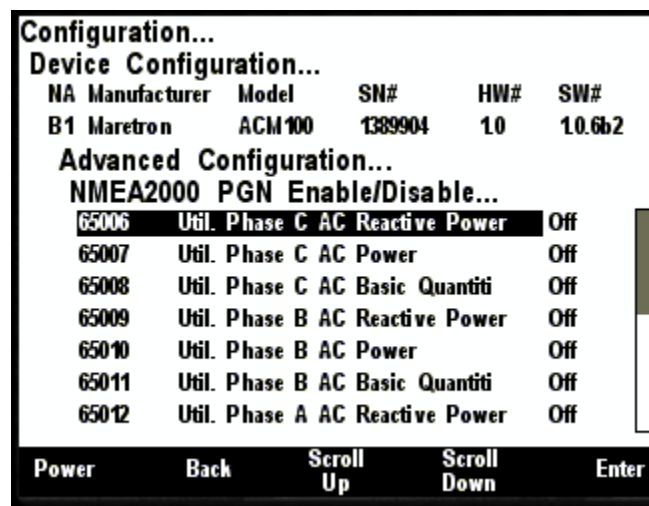 Configuration...
Device Configuration...
NA Manufacturer Model SN# HW# SW#
B1 Maretron ACM100 1389904 1.0 1.0.6b2
Advanced Configuration...
NMEA2000 PGN Enable/Disable...
65006 Util. Phase C AC Reactive Power Off
65007 Util. Phase C AC Power Off
65008 Util. Phase C AC Basic Quantiti Off
65009 Util. Phase B AC Reactive Power Off
65010 Util. Phase B AC Power Off
65011 Util. Phase B AC Basic Quantiti Off
65012 Util. Phase A AC Reactive Power Off
Power Back Scroll Up Scroll Down Enter